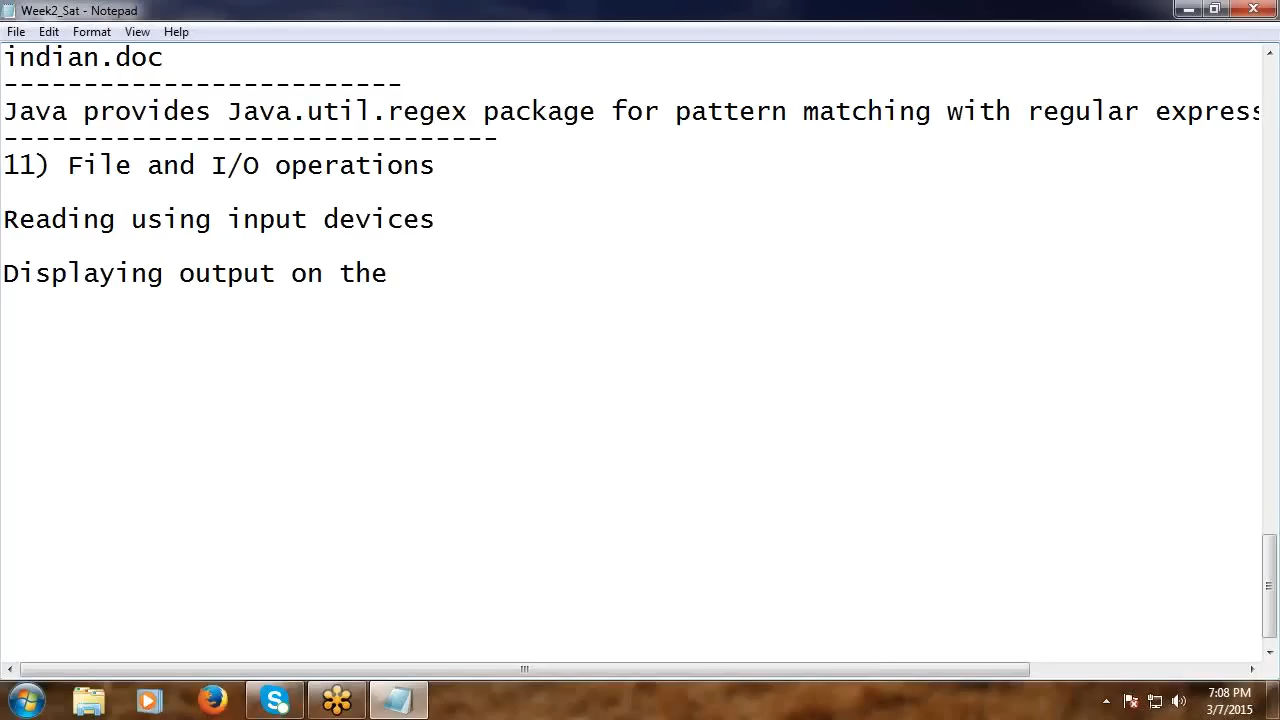 Week2_Sat - Notepad
File Edit Format View Help
indian.doc
-------------------------
Java provides Java.util.regex package for pattern matching with regular express
-------------------------------
11) File and I/O operations
Reading using input devices
Displaying output on the
7:08 PM
3/7/2015